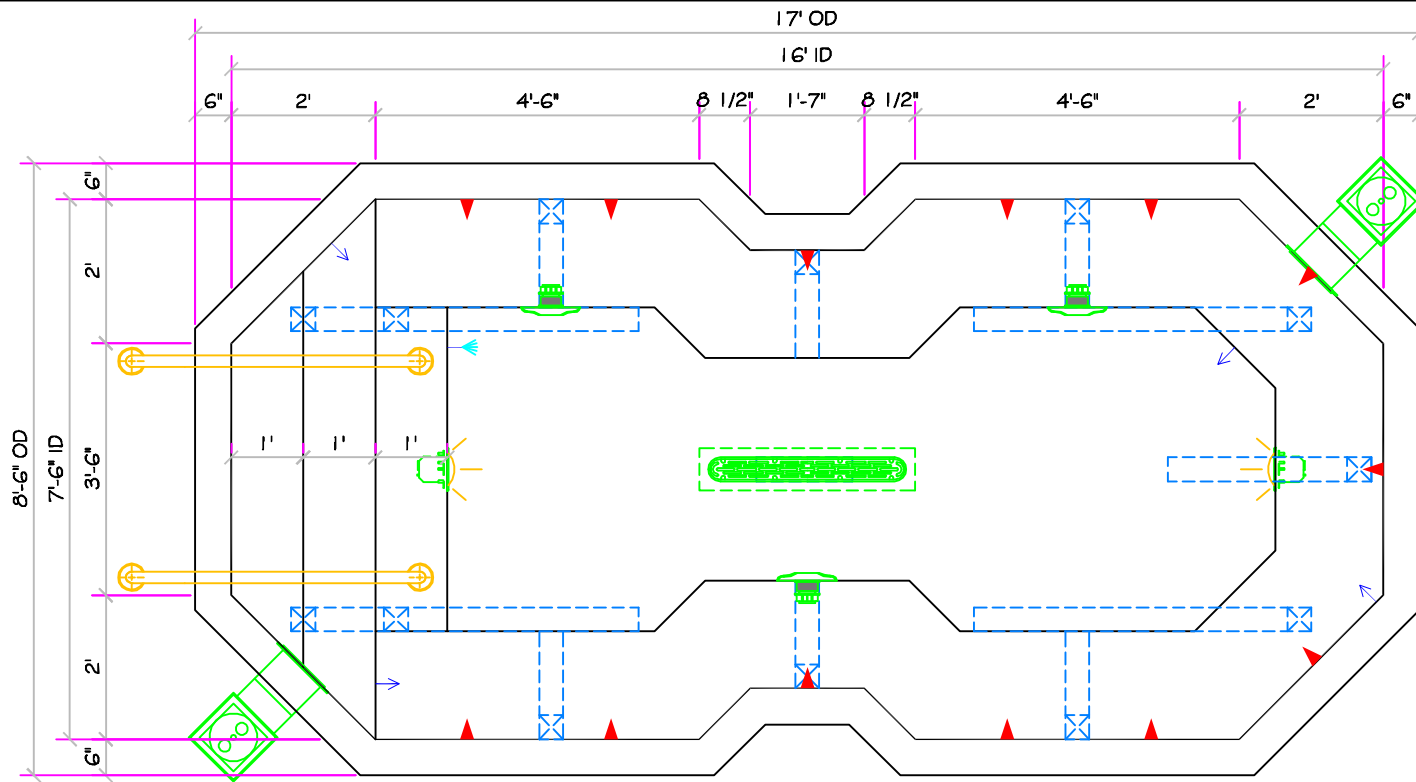 17' OD
16' ID
6" 2' 4'-6" 8 1/2" 1'-7" 8 1/2" 4'-6" 2' 6"
6"
2'
8'-6" OD
7'-6" ID
3'-6"
1' 1' 1'
2'
6"